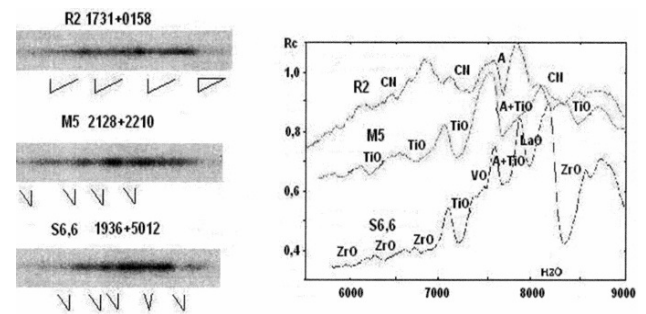 R2 1731+0158
M5 2128+2210
S6,6 1936+5012
Rc
1,0
0,8
0,6
0,4
R2
CN
CN
A
CN
M5
TiO
TiO
TiO
TiO
A+TiO
TiO
LaO
A+TiO
VO
TiO
ZrO
S6,6
ZrO
ZrO
ZrO
H2O
6000
7000
8000
9000